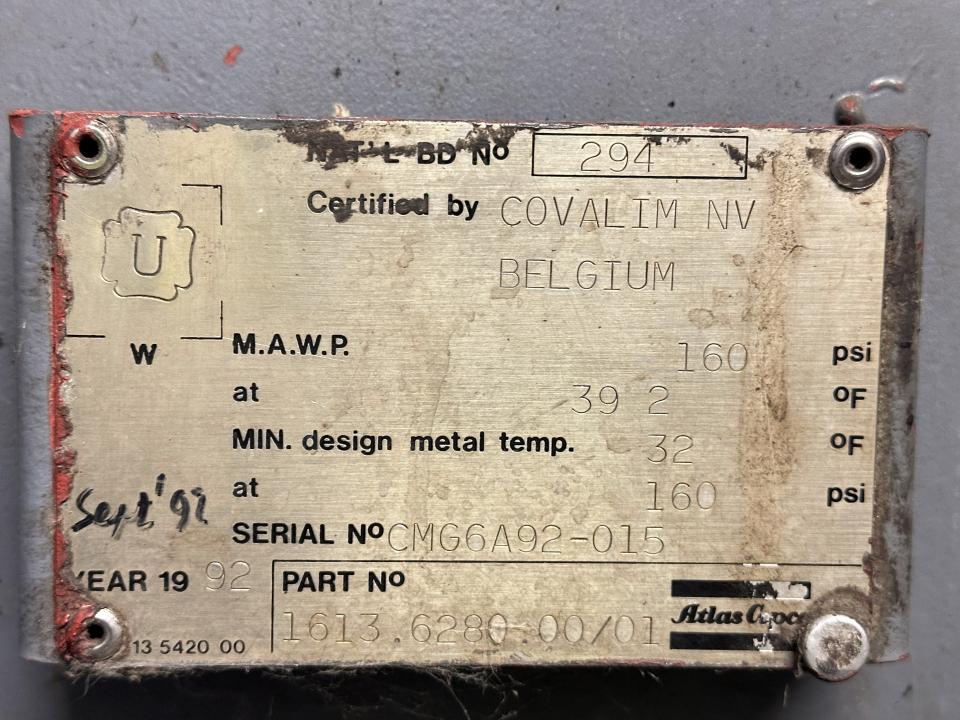 NAT'L BD No 294
Certified by COVALIM NV
BELGIUM
U
W
M.A.W.P. 160 psi
at 39 2 °F
MIN. design metal temp. 32 °F
at 160 psi
Sept '92
SERIAL No CMG6A92-015
YEAR 19 92
PART No
1613.6280.00/01
Atlas Copco
13 5420 00